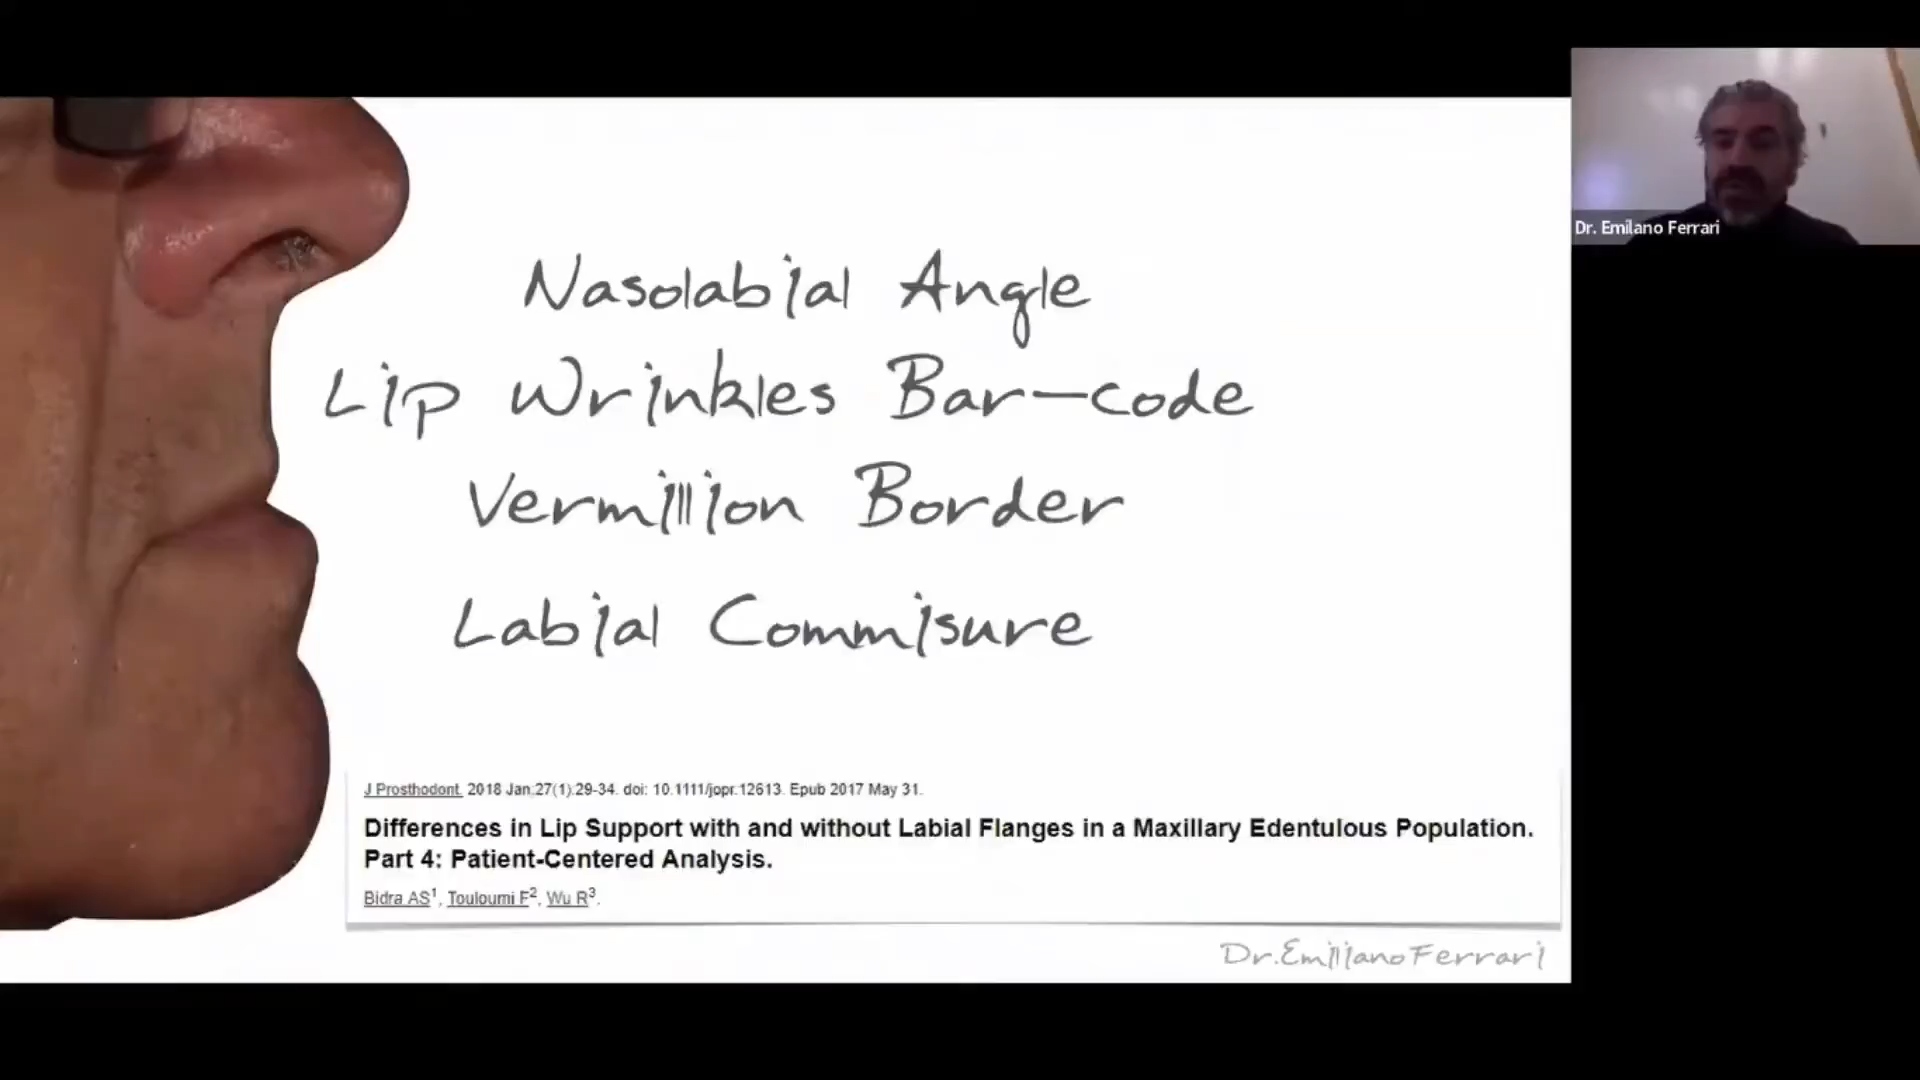 Nasolabial Angle
Lip Wrinkles Bar-code
Vermillion Border
Labial Commisure
J Prosthodont. 2018 Jan;27(1):29-34. doi: 10.1111/jopr.12613. Epub 2017 May 31.
Differences in Lip Support with and without Labial Flanges in a Maxillary Edentulous Population.
Part 4: Patient-Centered Analysis.
Bidra AS1, Touloumi F2, Wu R3.
Dr.EmilianoFerrari
Dr. Emilano Ferrari